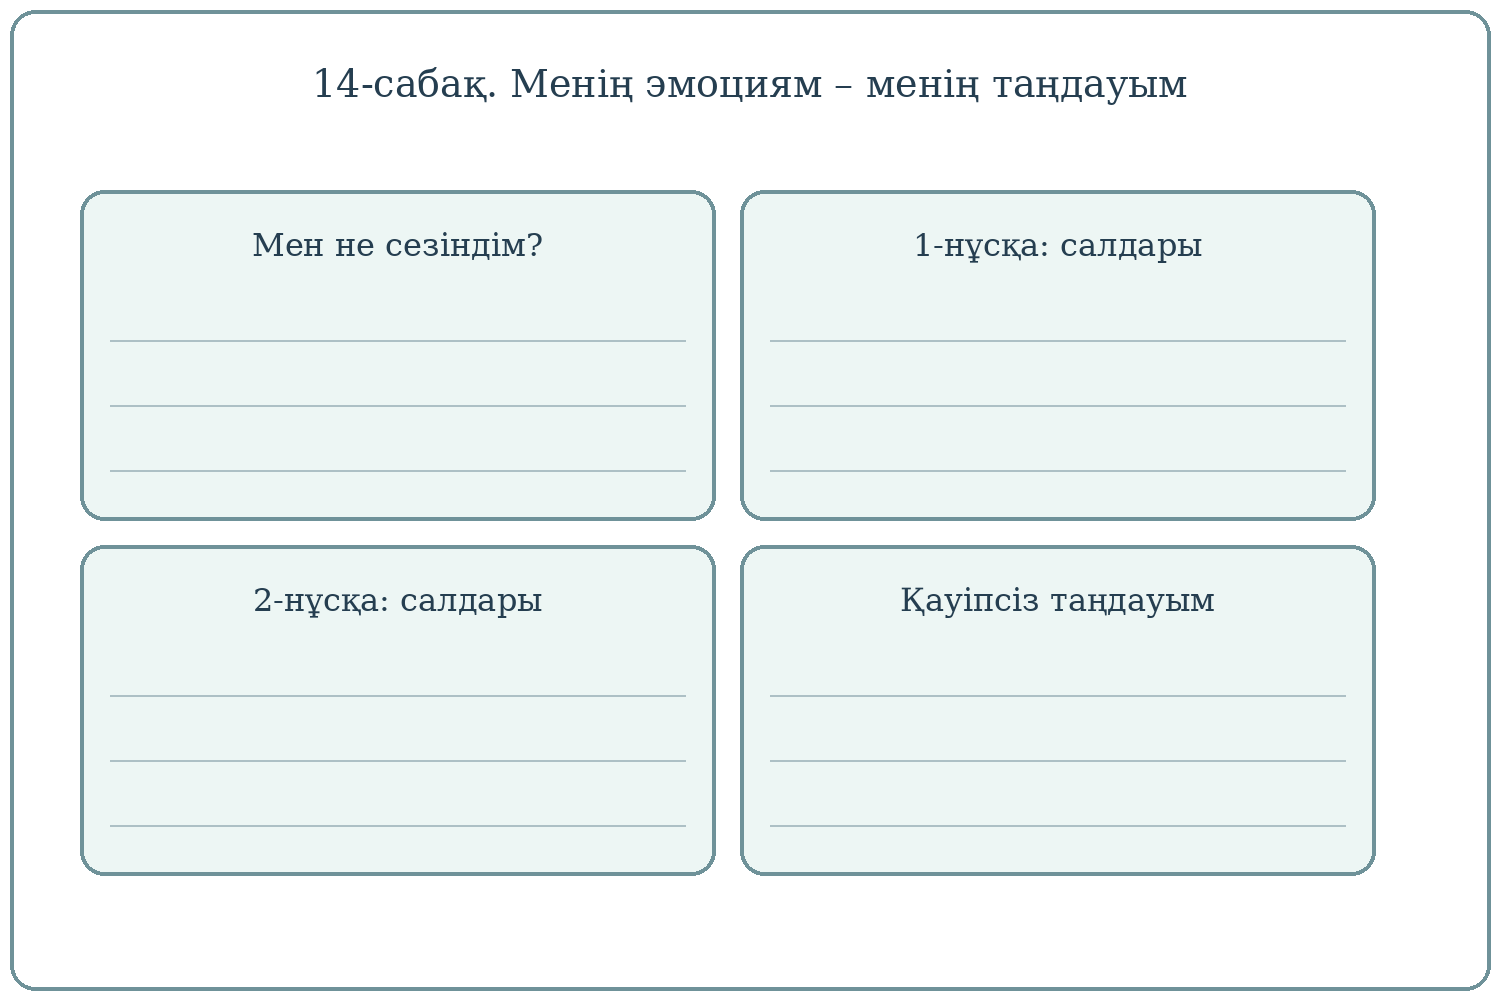 14-сабақ. Менің эмоциям – менің таңдауым
Мен не сезіндім?
1-нұсқа: салдары
2-нұсқа: салдары
Қауіпсіз таңдауым